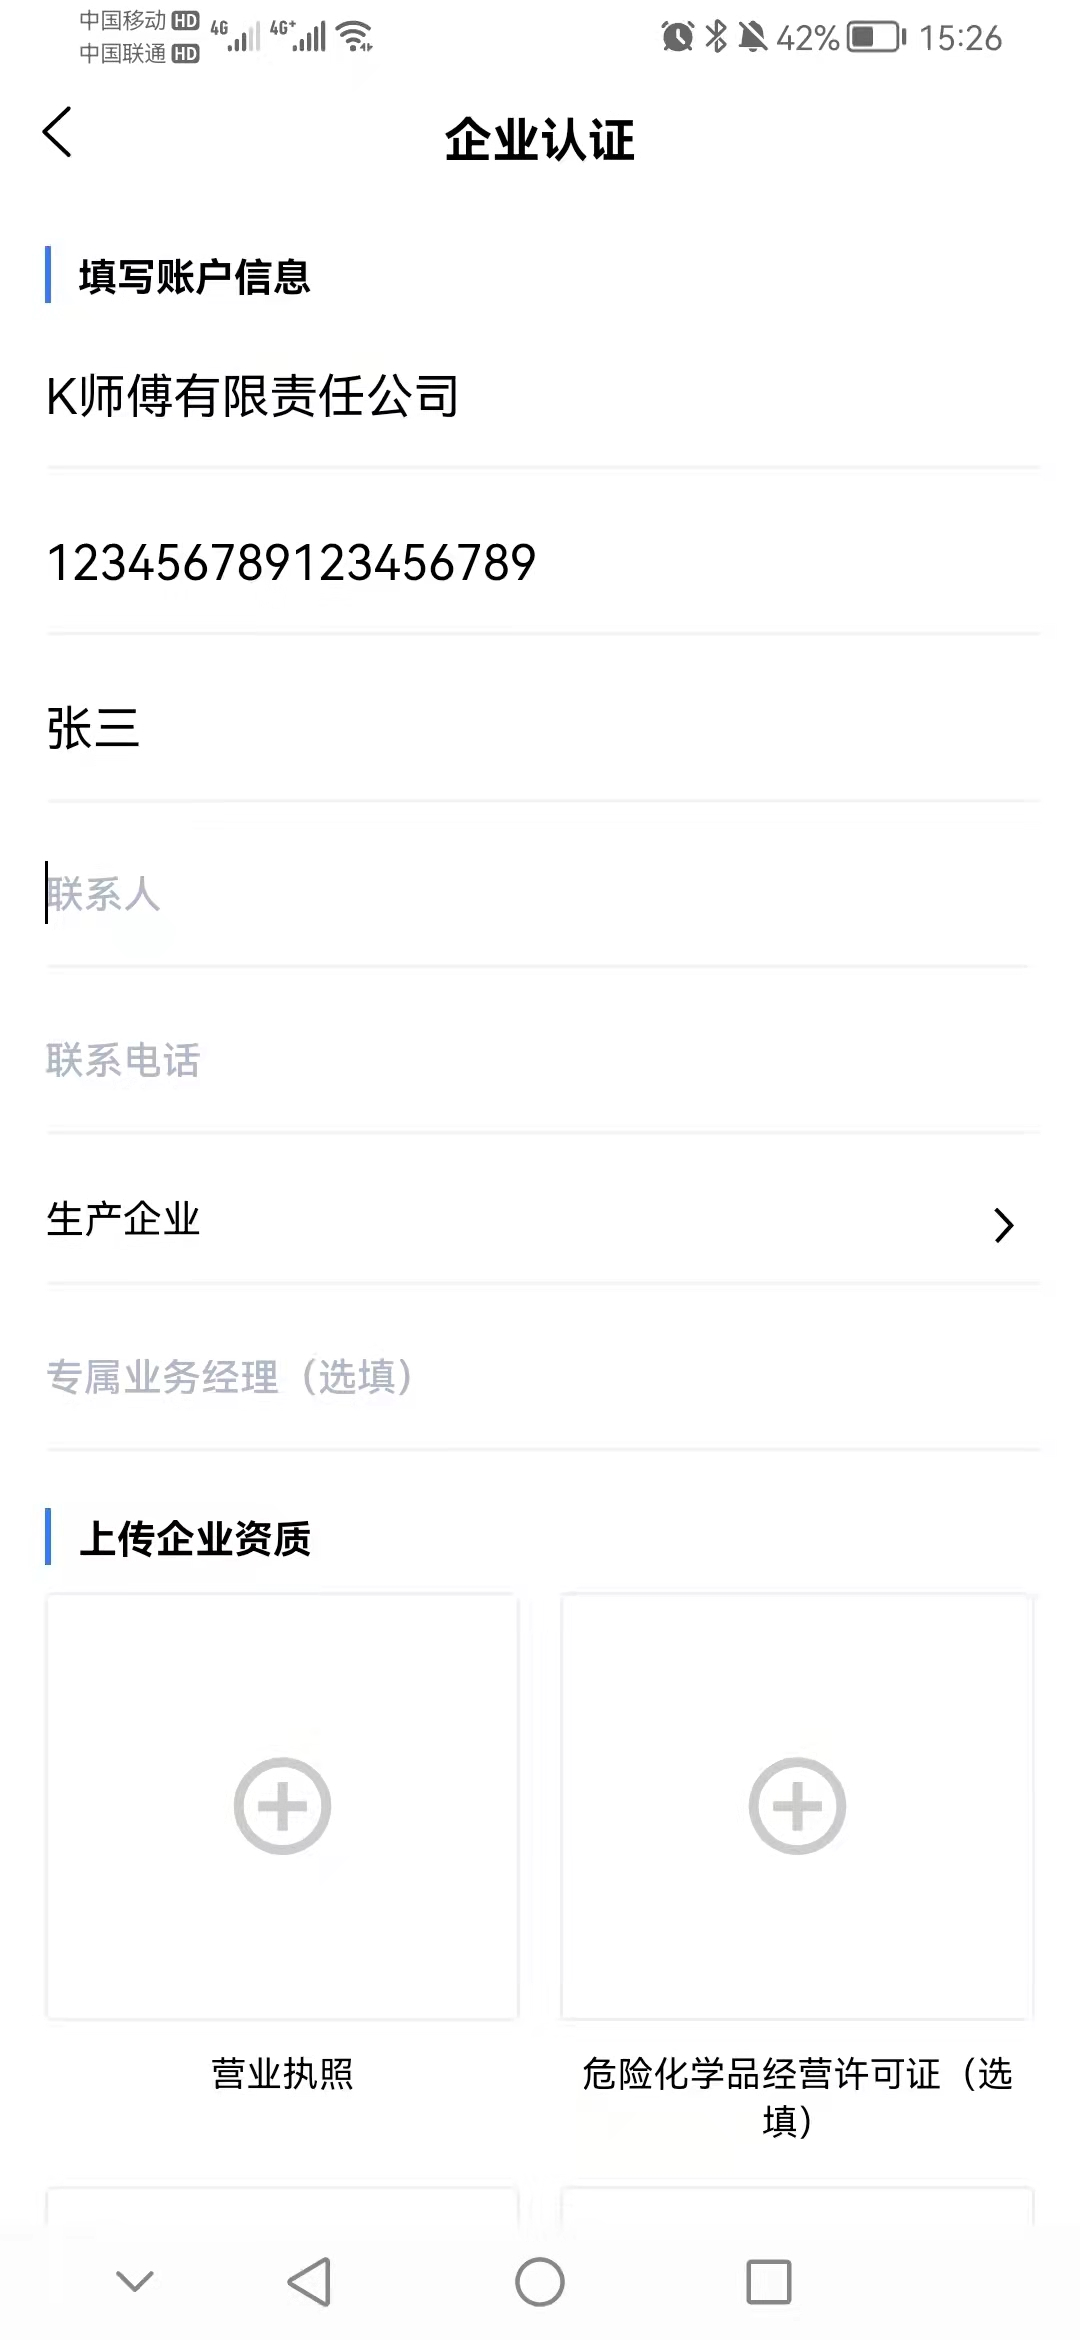 中国移动 HD 4G 4G+ 42% 15:26
中国联通 HD
企业认证
填写账户信息
K师傅有限责任公司
123456789123456789
张三
联系人
联系电话
生产企业
专属业务经理（选填）
上传企业资质
营业执照
危险化学品经营许可证（选
填）